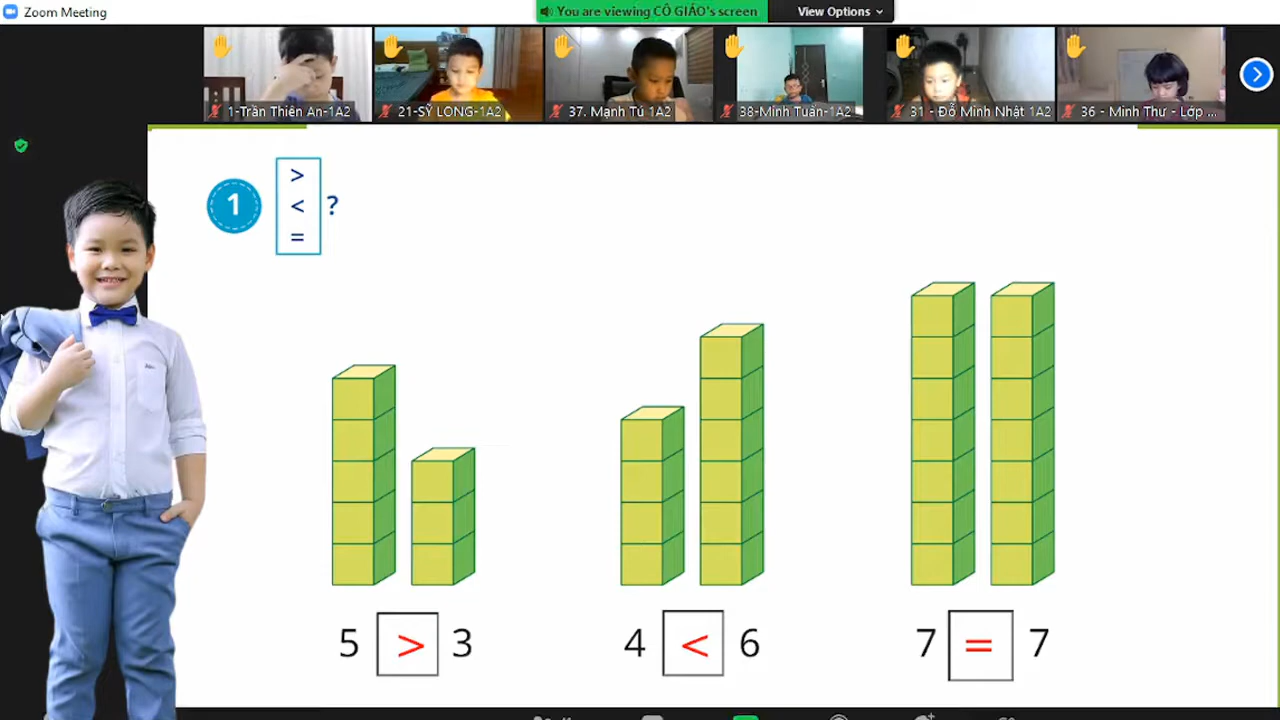 Zoom Meeting
You are viewing CÔ GIÁO's screen
View Options
1-Trần Thiên An-1A2
21-SỸ LONG-1A2
37. Mạnh Tú 1A2
38-Minh Tuấn-1A2
31 - Đỗ Minh Nhật 1A2
36 - Minh Thư - Lớp ...
1
>
<
=
?
5 > 3
4 < 6
7 = 7